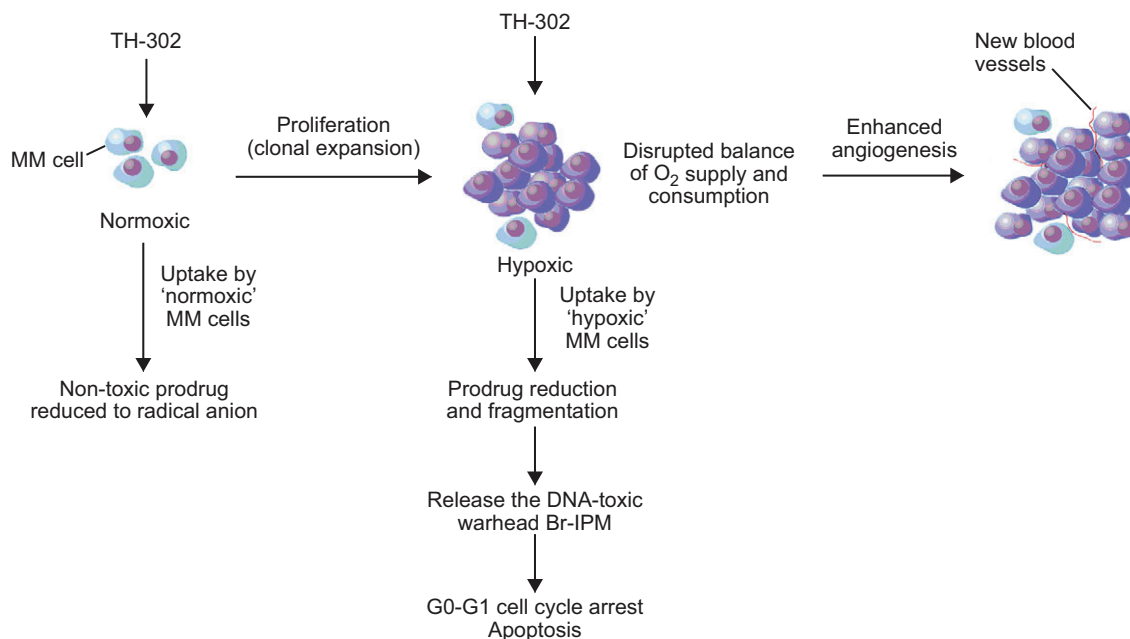 TH-302
MM cell
Normoxic
Uptake by
‘normoxic’
MM cells
Non-toxic prodrug
reduced to radical anion
Proliferation
(clonal expansion)
TH-302
Hypoxic
Uptake by
‘hypoxic’
MM cells
Prodrug reduction
and fragmentation
Release the DNA-toxic
warhead Br-IPM
G0-G1 cell cycle arrest
Apoptosis
Disrupted balance
of O2 supply and
consumption
Enhanced
angiogenesis
New blood
vessels